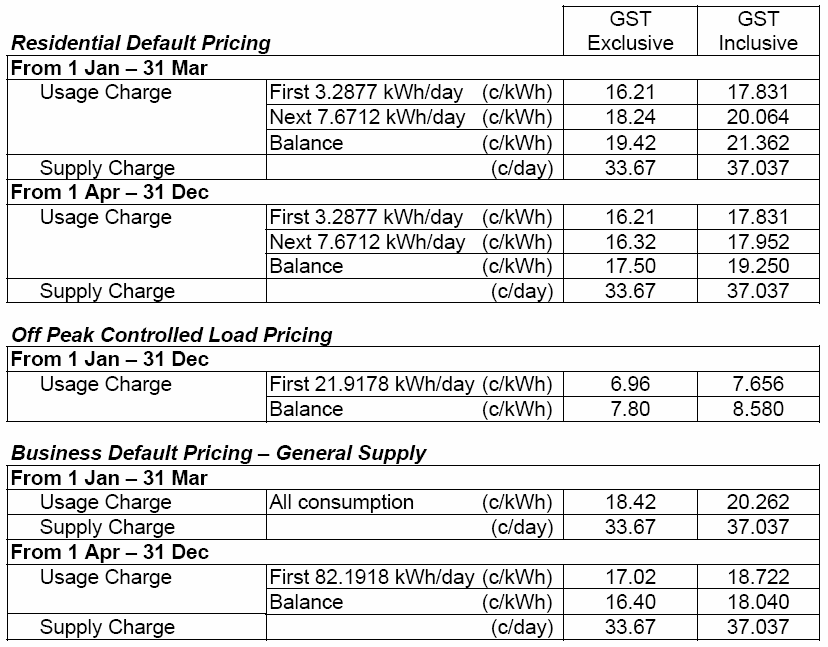 GST GST
Residential Default Pricing Exclusive Inclusive
From 1 Jan – 31 Mar
Usage Charge First 3.2877 kWh/day (c/kWh) 16.21 17.831
Next 7.6712 kWh/day (c/kWh) 18.24 20.064
Balance (c/kWh) 19.42 21.362
Supply Charge (c/day) 33.67 37.037
From 1 Apr – 31 Dec
Usage Charge First 3.2877 kWh/day (c/kWh) 16.21 17.831
Next 7.6712 kWh/day (c/kWh) 16.32 17.952
Balance (c/kWh) 17.50 19.250
Supply Charge (c/day) 33.67 37.037
Off Peak Controlled Load Pricing
From 1 Jan – 31 Dec
Usage Charge First 21.9178 kWh/day (c/kWh) 6.96 7.656
Balance (c/kWh) 7.80 8.580
Business Default Pricing – General Supply
From 1 Jan – 31 Mar
Usage Charge All consumption (c/kWh) 18.42 20.262
Supply Charge (c/day) 33.67 37.037
From 1 Apr – 31 Dec
Usage Charge First 82.1918 kWh/day (c/kWh) 17.02 18.722
Balance (c/kWh) 16.40 18.040
Supply Charge (c/day) 33.67 37.037